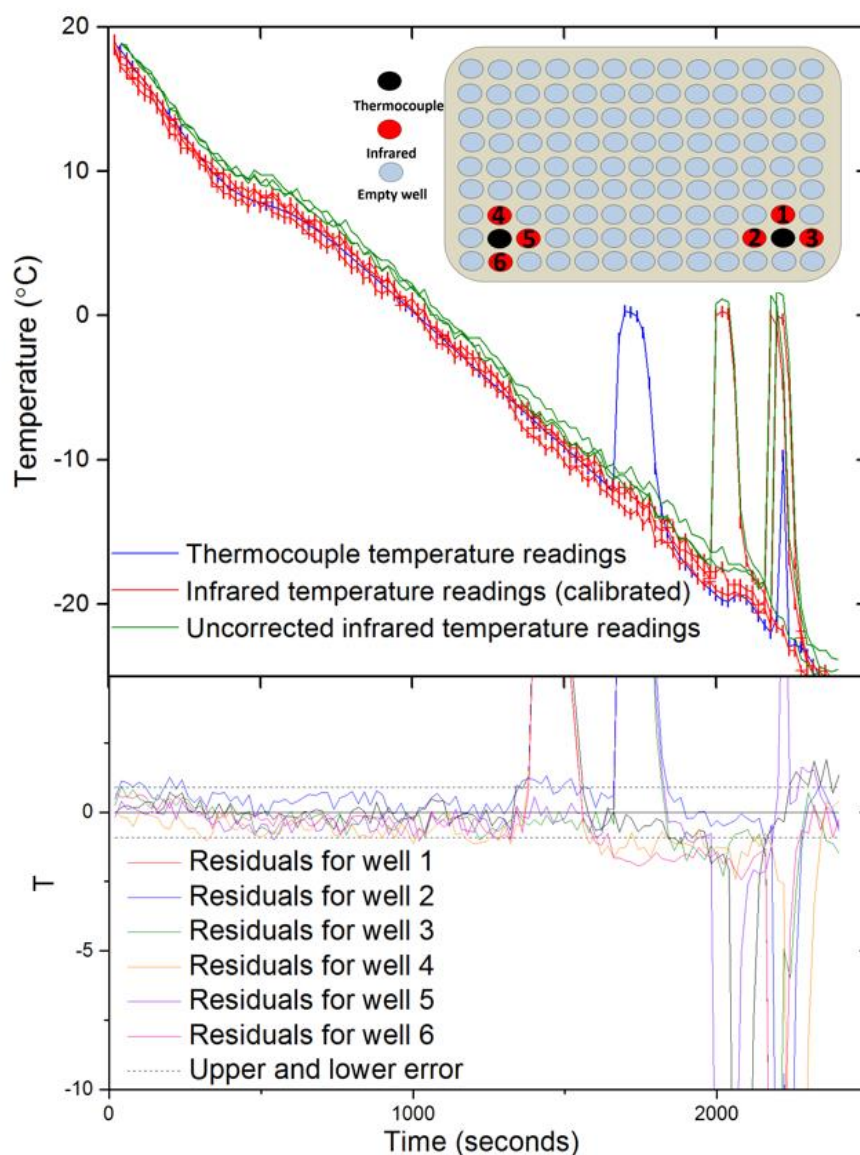 20
10
0
-10
-20
Temperature (°C)
Thermocouple
Infrared
Empty well
4
1
5
2
3
6
Thermocouple temperature readings
Infrared temperature readings (calibrated)
Uncorrected infrared temperature readings
0
-5
-10
T
Residuals for well 1
Residuals for well 2
Residuals for well 3
Residuals for well 4
Residuals for well 5
Residuals for well 6
Upper and lower error
0
1000
2000
Time (seconds)